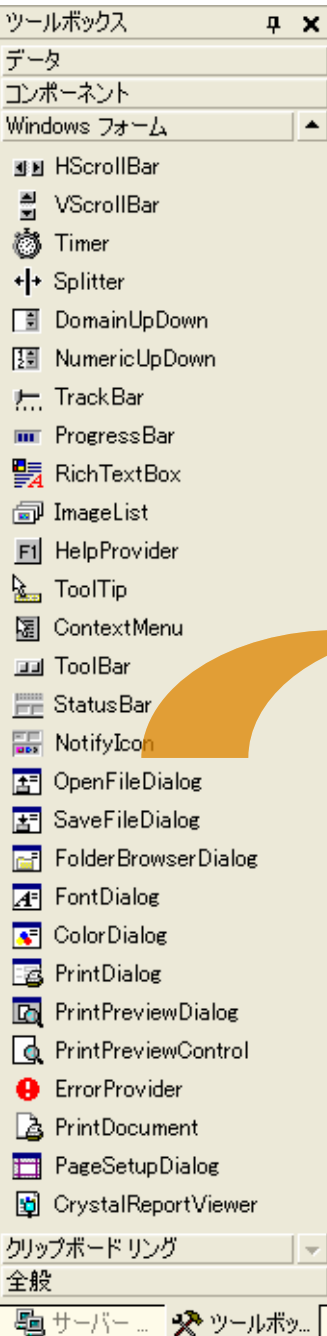 ツールボックス
データ
コンポーネント
Windows フォーム
HScrollBar
VScrollBar
Timer
Splitter
DomainUpDown
NumericUpDown
TrackBar
ProgressBar
RichTextBox
ImageList
F1 HelpProvider
ToolTip
ContextMenu
ToolBar
StatusBar
NotifyIcon
OpenFileDialog
SaveFileDialog
FolderBrowserDialog
FontDialog
ColorDialog
PrintDialog
PrintPreviewDialog
PrintPreviewControl
ErrorProvider
PrintDocument
PageSetupDialog
CrystalReportViewer
クリップボード リング
全般
サーバー ... ツールボッ...